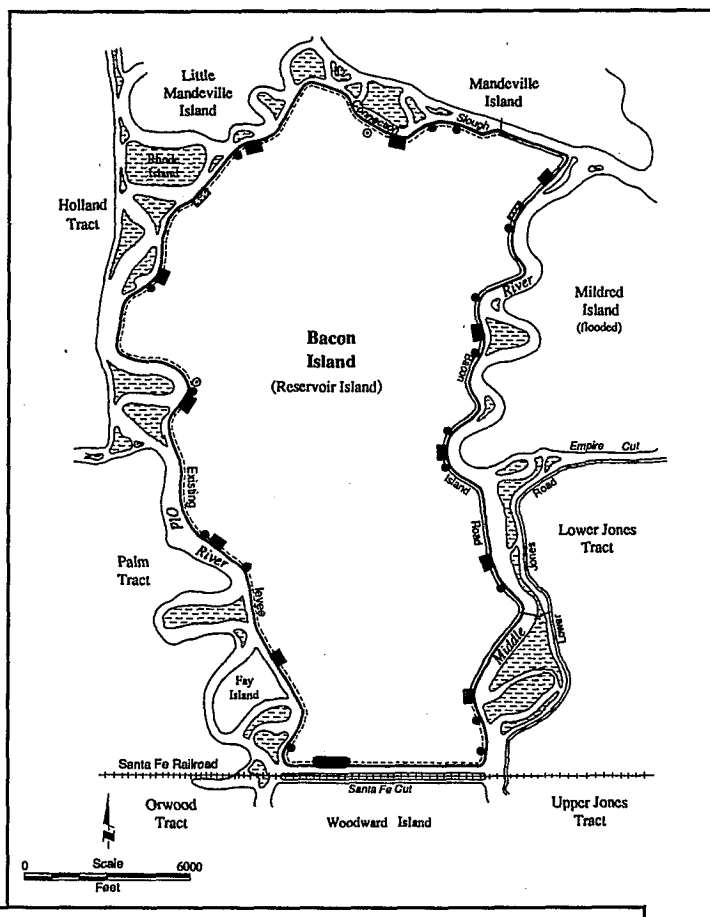 Little
Mandeville
Island
Mandeville
Island
Connection
Slough
Rhode
Island
Holland
Tract
River
Mildred
Island
(flooded)
Bacon
Island
(Reservoir Island)
Bacon
Island
Road
Empire Cut
Existing
levee
Old
River
Road
Jones
Lower
Lower Jones
Tract
Palm
Tract
Middle
Fay
Island
Santa Fe Railroad
Santa Fe Cut
Orwood
Tract
Woodward Island
Upper Jones
Tract
N
Scale
0 6000
Feet